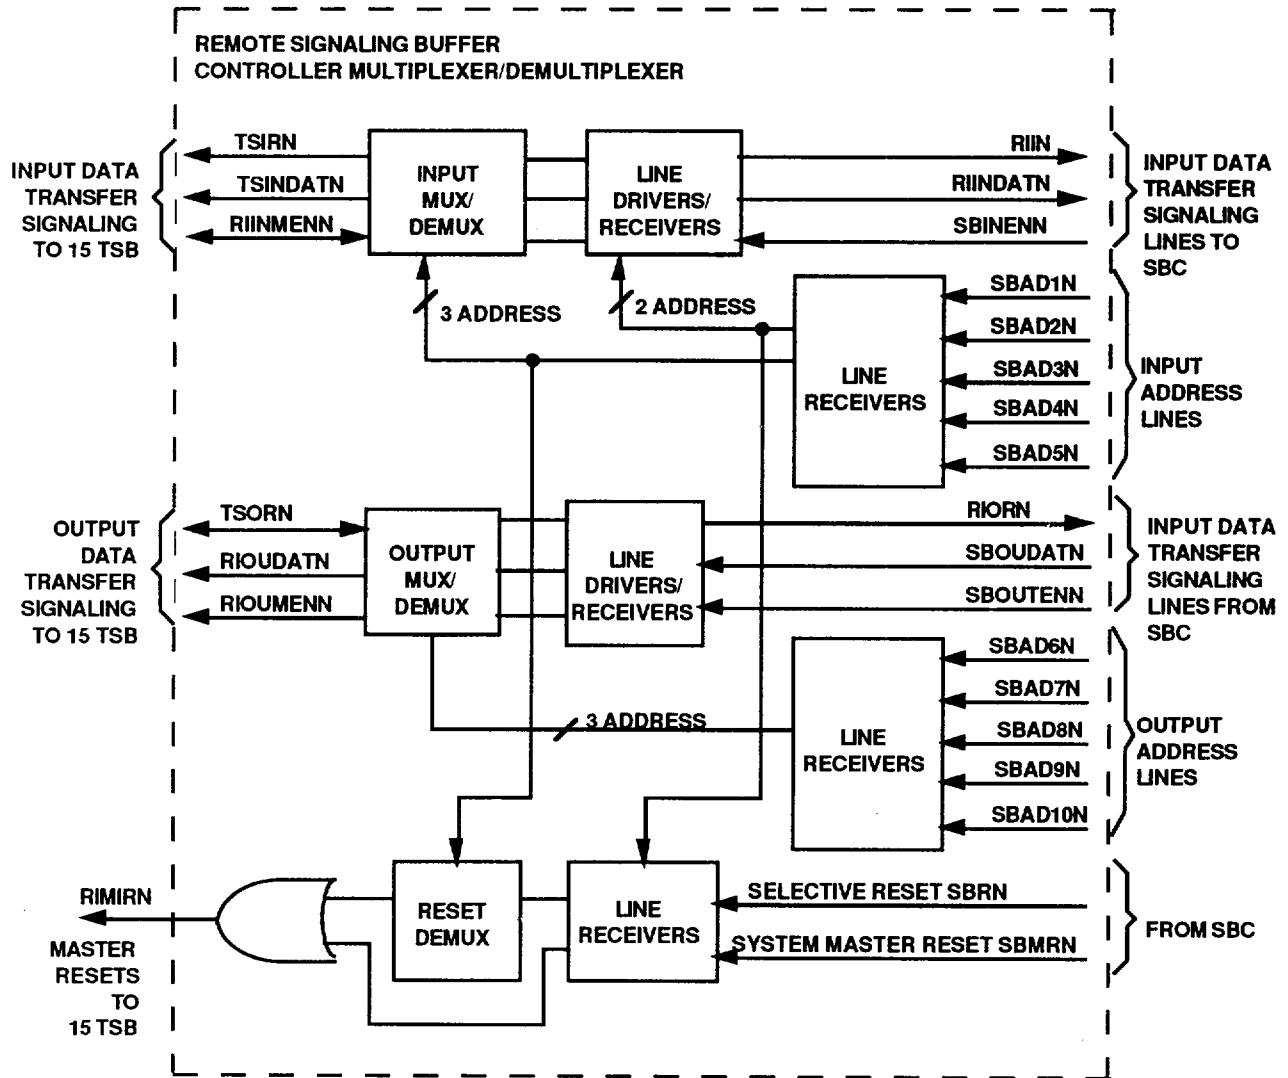 REMOTE SIGNALING BUFFER
CONTROLLER MULTIPLEXER/DEMULTIPLEXER
INPUT DATA
TRANSFER
SIGNALING
TO 15 TSB
TSIRN
TSINDATN
RIINMENN
INPUT
MUX/
DEMUX
LINE
DRIVERS/
RECEIVERS
RIIN
RIINDATN
SBINENN
INPUT DATA
TRANSFER
SIGNALING
LINES TO
SBC
3 ADDRESS
2 ADDRESS
LINE
RECEIVERS
SBAD1N
SBAD2N
SBAD3N
SBAD4N
SBAD5N
INPUT
ADDRESS
LINES
OUTPUT
DATA
TRANSFER
SIGNALING
TO 15 TSB
TSORN
RIOUDATN
RIOUMENN
OUTPUT
MUX/
DEMUX
LINE
DRIVERS/
RECEIVERS
RIORN
SBOUDATN
SBOUTENN
INPUT DATA
TRANSFER
SIGNALING
LINES FROM
SBC
3 ADDRESS
LINE
RECEIVERS
SBAD6N
SBAD7N
SBAD8N
SBAD9N
SBAD10N
OUTPUT
ADDRESS
LINES
RIMIRN
MASTER
RESETS
TO
15 TSB
RESET
DEMUX
LINE
RECEIVERS
SELECTIVE RESET SBRN
SYSTEM MASTER RESET SBMRN
FROM SBC